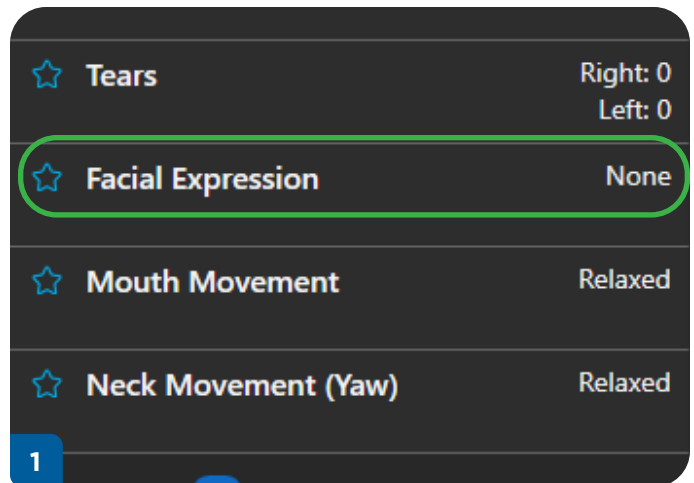 Tears Right: 0
Left: 0
Facial Expression None
Mouth Movement Relaxed
Neck Movement (Yaw) Relaxed
1